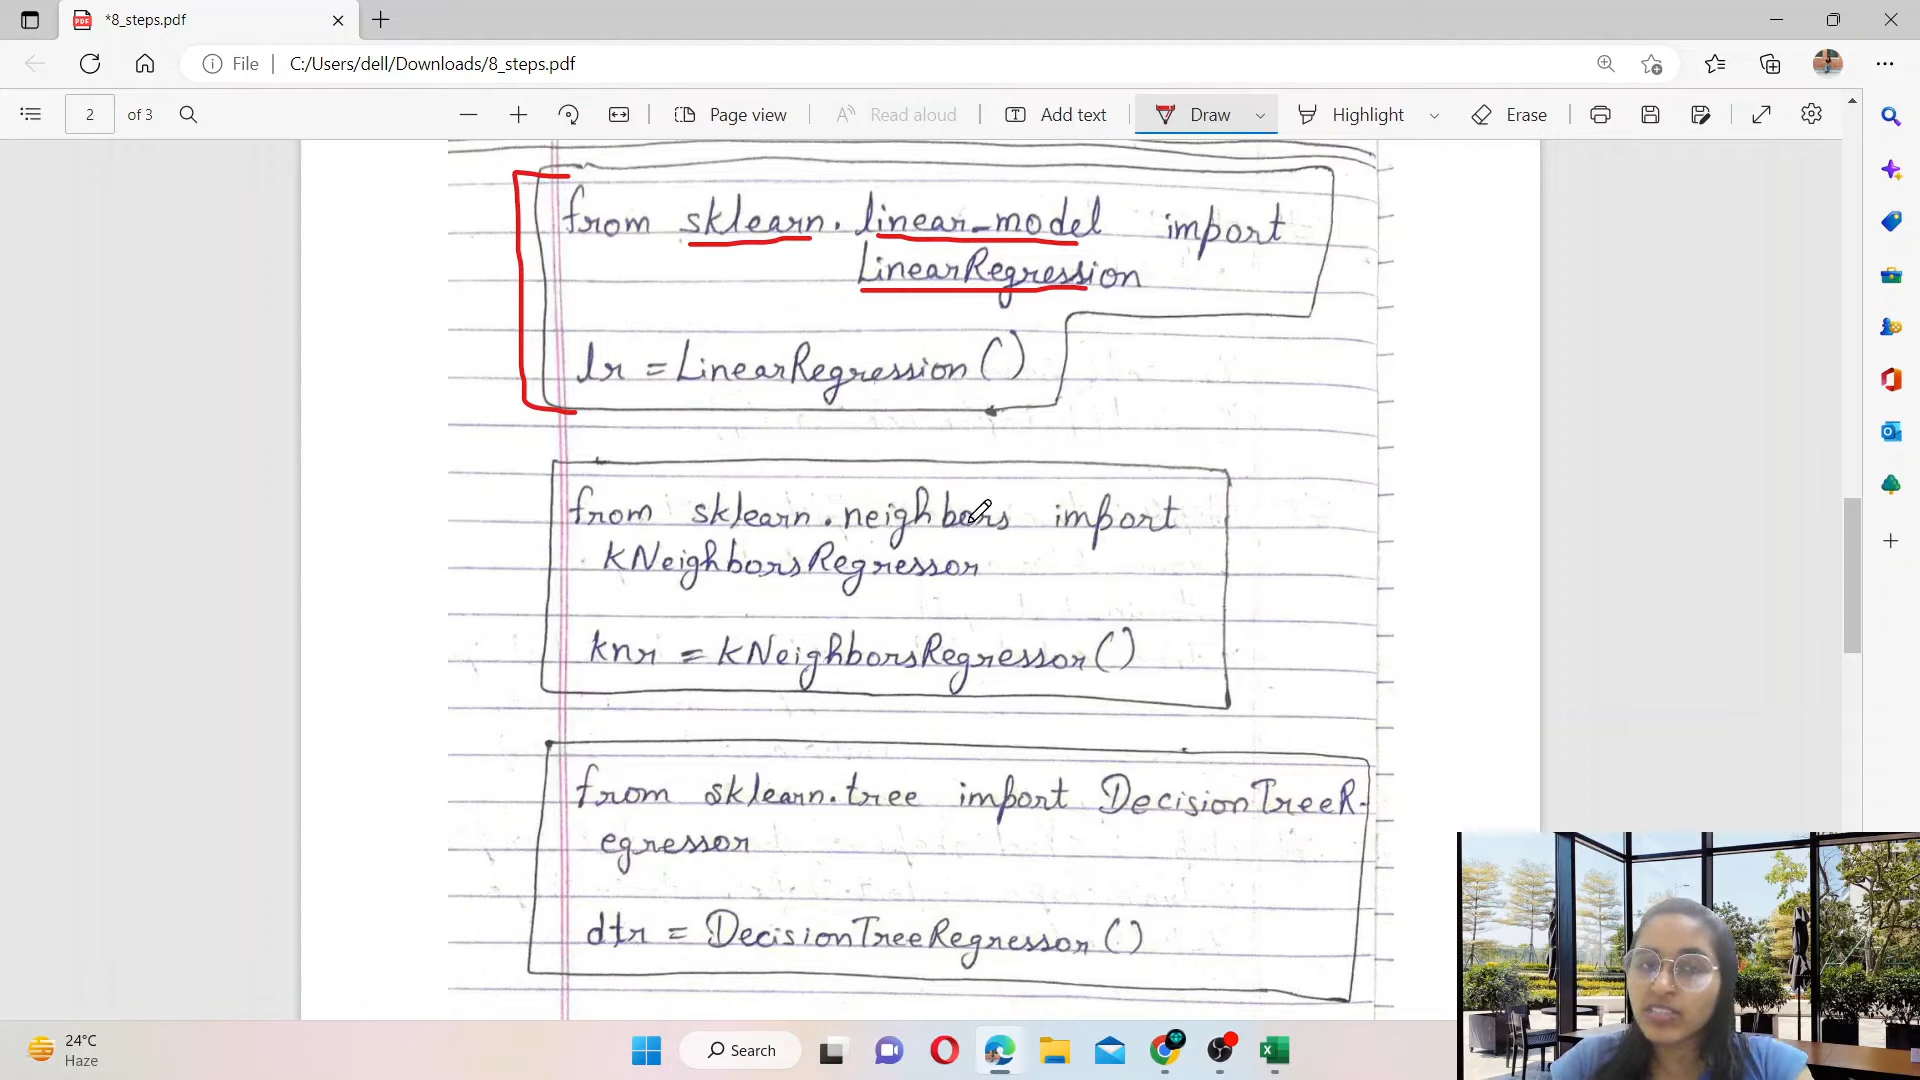 *8_steps.pdf
File
C:/Users/dell/Downloads/8_steps.pdf
2 of 3
Page view
Read aloud
Add text
Draw
Highlight
Erase
from sklearn.linear_model import
LinearRegression
lr = LinearRegression()
from sklearn.neighbors import
kNeighborsRegressor
knr = kNeighborsRegressor()
from sklearn.tree import DecisionTreeR-
egressor
dtr = DecisionTreeRegressor()
24°C
Haze
Search